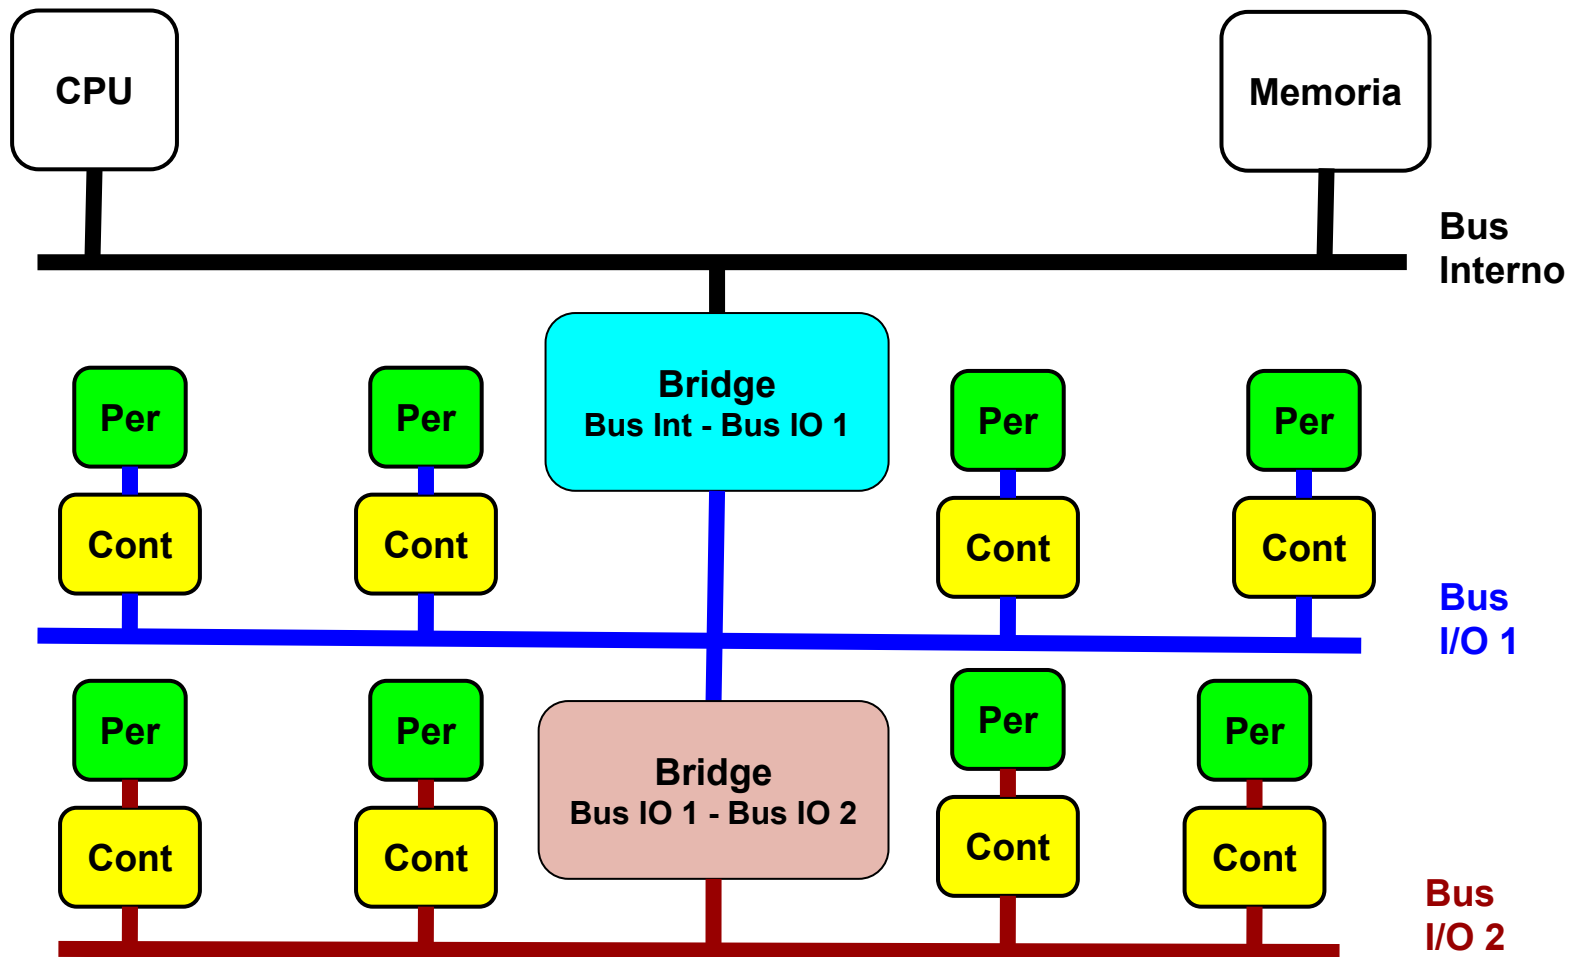 CPU
Memoria
Bus
Interno
Bridge
Bus Int - Bus IO 1
Per
Per
Per
Per
Cont
Cont
Cont
Cont
Bus
I/O 1
Per
Per
Per
Per
Bridge
Bus IO 1 - Bus IO 2
Cont
Cont
Cont
Cont
Bus
I/O 2